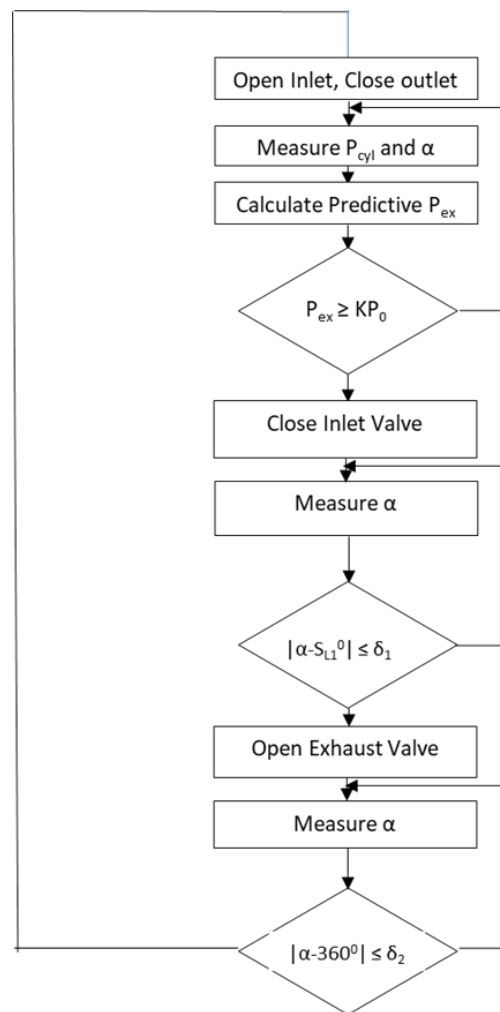 Open Inlet, Close outlet
Measure P_cyl and α
Calculate Predictive P_ex
P_ex ≥ KP_0
Close Inlet Valve
Measure α
|α-S_L1^0| ≤ δ_1
Open Exhaust Valve
Measure α
|α-360^0| ≤ δ_2